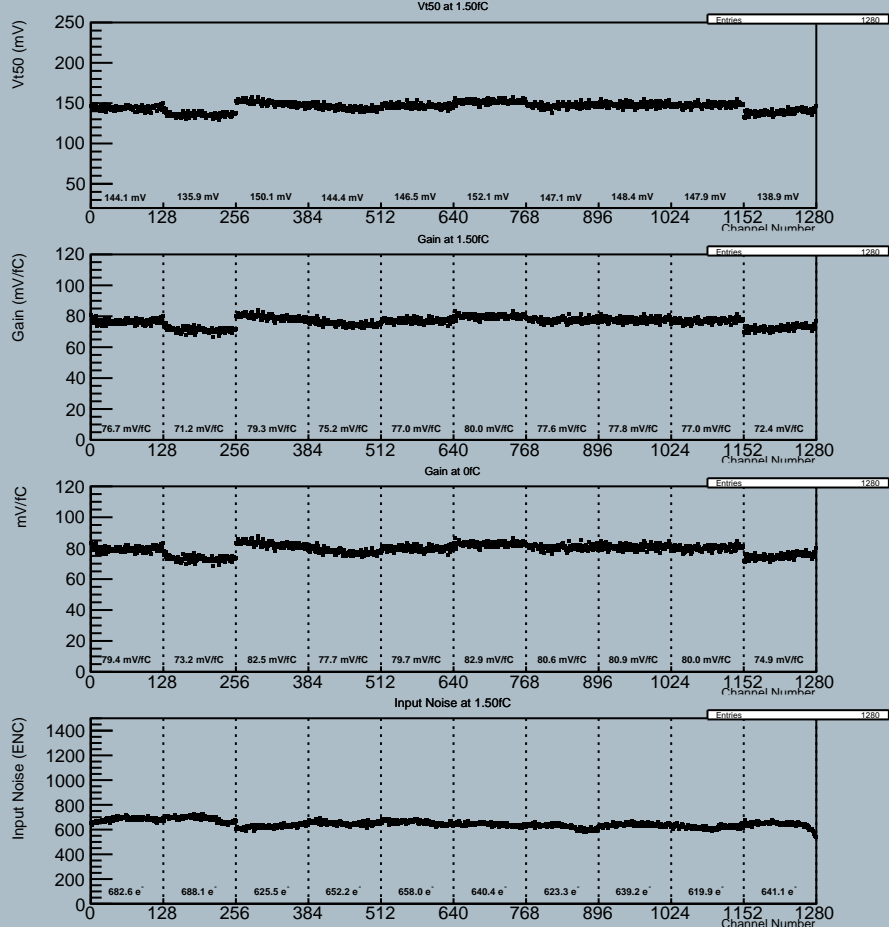 Vt50 at 1.50fC
Entries 1280
Vt50 (mV)
250
200
150
100
50
144.1 mV 135.9 mV 150.1 mV 144.4 mV 146.5 mV 152.1 mV 147.1 mV 148.4 mV 147.9 mV 138.9 mV
0 128 256 384 512 640 768 896 1024 1152 1280
Channel Number
Gain at 1.50fC
Entries 1280
Gain (mV/fC)
120
100
80
60
40
20
0
76.7 mV/fC 71.2 mV/fC 79.3 mV/fC 75.2 mV/fC 77.0 mV/fC 80.0 mV/fC 77.6 mV/fC 77.8 mV/fC 77.0 mV/fC 72.4 mV/fC
0 128 256 384 512 640 768 896 1024 1152 1280
Channel Number
Gain at 0fC
Entries 1280
mV/fC
120
100
80
60
40
20
0
79.4 mV/fC 73.2 mV/fC 82.5 mV/fC 77.7 mV/fC 79.7 mV/fC 82.9 mV/fC 80.6 mV/fC 80.9 mV/fC 80.0 mV/fC 74.9 mV/fC
0 128 256 384 512 640 768 896 1024 1152 1280
Channel Number
Input Noise at 1.50fC
Entries 1280
Input Noise (ENC)
1400
1200
1000
800
600
400
200
0
682.6 e⁻ 688.1 e⁻ 625.5 e⁻ 652.2 e⁻ 658.0 e⁻ 640.4 e⁻ 623.3 e⁻ 639.2 e⁻ 619.9 e⁻ 641.1 e⁻
0 128 256 384 512 640 768 896 1024 1152 1280
Channel Number